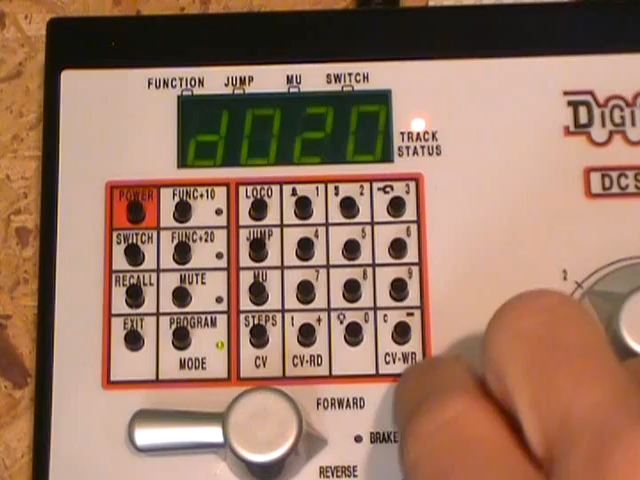 FUNCTION JUMP MU SWITCH
d020
TRACK
STATUS
DIGI
DCS
POWER FUNC+10 LOCO 1 2 3
SWITCH FUNC+20 JUMP 4 5 6
RECALL MUTE MU 7 8 9
EXIT PROGRAM STEPS t + 0 c -
MODE CV CV-RD CV-WR
2
FORWARD
BRAKE
REVERSE